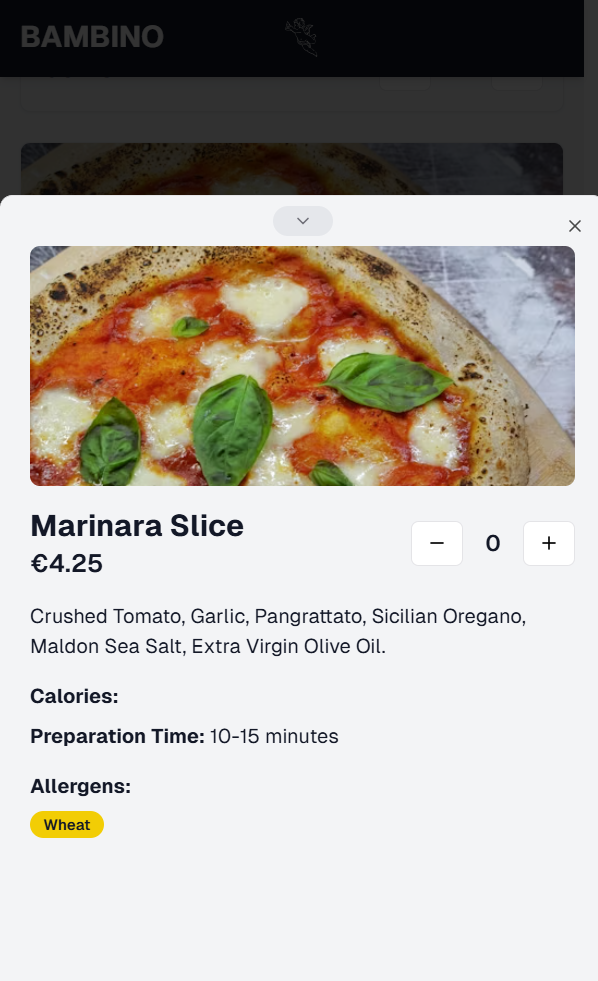 BAMBINO
Marinara Slice
€4.25
0
Crushed Tomato, Garlic, Pangrattato, Sicilian Oregano,
Maldon Sea Salt, Extra Virgin Olive Oil.
Calories:
Preparation Time: 10-15 minutes
Allergens:
Wheat